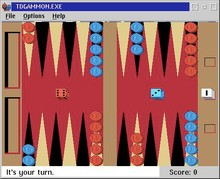 TDGAMMON.EXE
File Options Help
It's your turn.
Score: 0